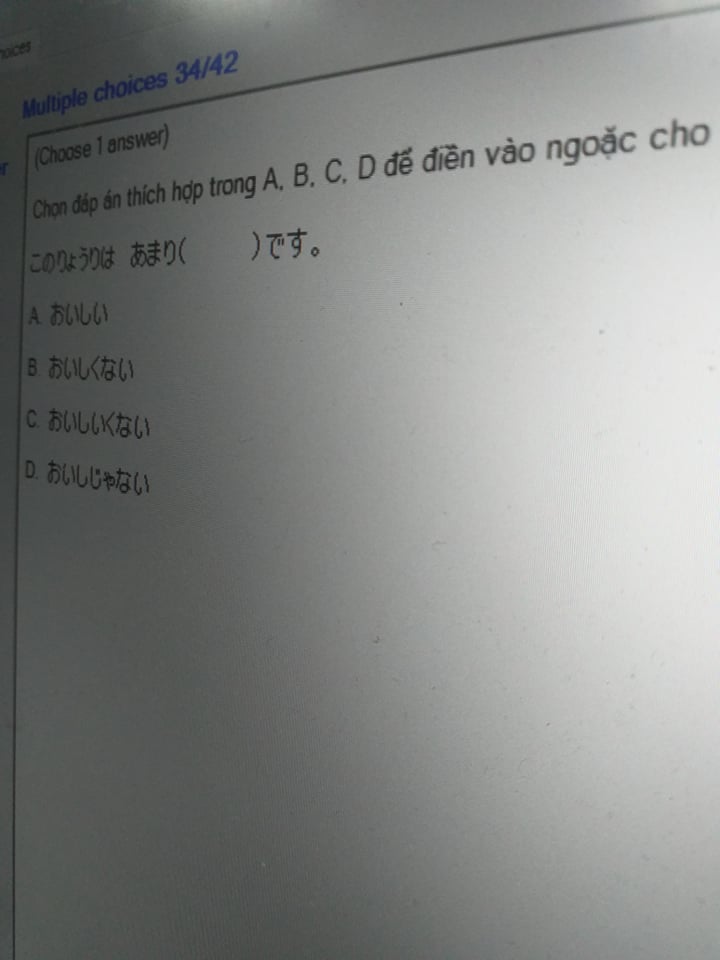 hoices
Multiple choices 34/42
(Choose 1 answer)
Chọn đáp án thích hợp trong A, B, C, D để điền vào ngoặc cho
このりょうりは あまり( )です。
A. おいしい
B. おいしくない
C. おいしいくない
D. おいしじゃない